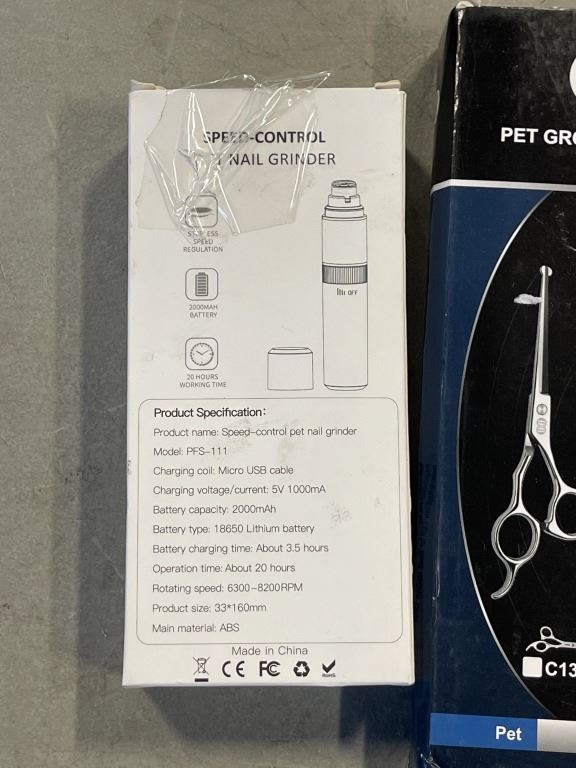 SPEED-CONTROL
NAIL GRINDER
SPEED
REGULATION
OFF
2000MAH
BATTERY
20 HOURS
WORKING TIME
Product Specification:
Product name: Speed-control pet nail grinder
Model: PFS-111
Charging coil: Micro USB cable
Charging voltage/current: 5V 1000mA
Battery capacity: 2000mAh
Battery type: 18650 Lithium battery
Battery charging time: About 3.5 hours
Operation time: About 20 hours
Rotating speed: 6300-8200RPM
Product size: 33*160mm
Main material: ABS
Made in China
CE FC RoHS
PET GRO
C13
Pet